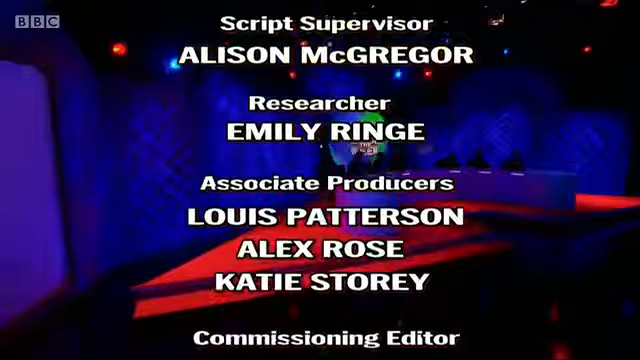 BBC
Script Supervisor
ALISON McGREGOR
Researcher
EMILY RINGE
Associate Producers
LOUIS PATTERSON
ALEX ROSE
KATIE STOREY
Commissioning Editor